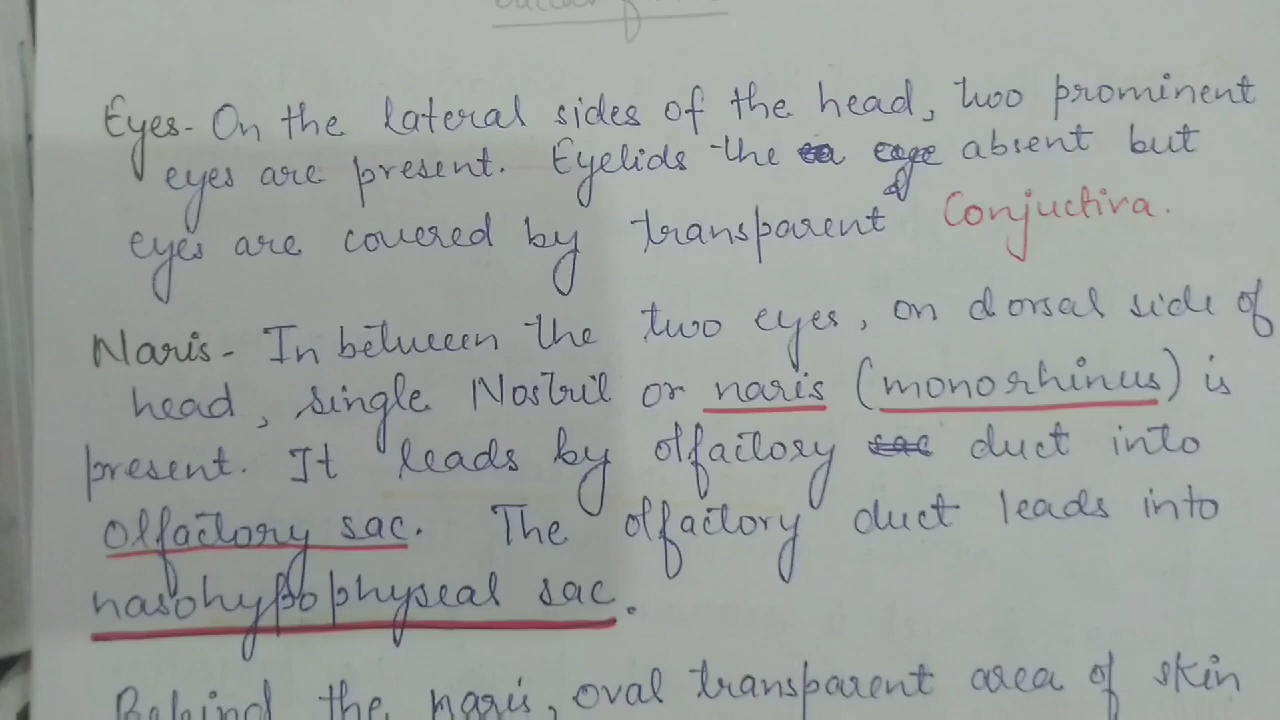 Eyes- On the lateral sides of the head, two prominent
eyes are present. Eyelids the are absent but
eyes are covered by transparent Conjuctiva.
Naris- In between the two eyes, on dorsal side of
head, single Nostril or naris (monorhinus) is
present. It leads by olfactory sac duct into
olfactory sac. The olfactory duct leads into
nasohypophyseal sac.
Behind the naris, oval transparent area of skin